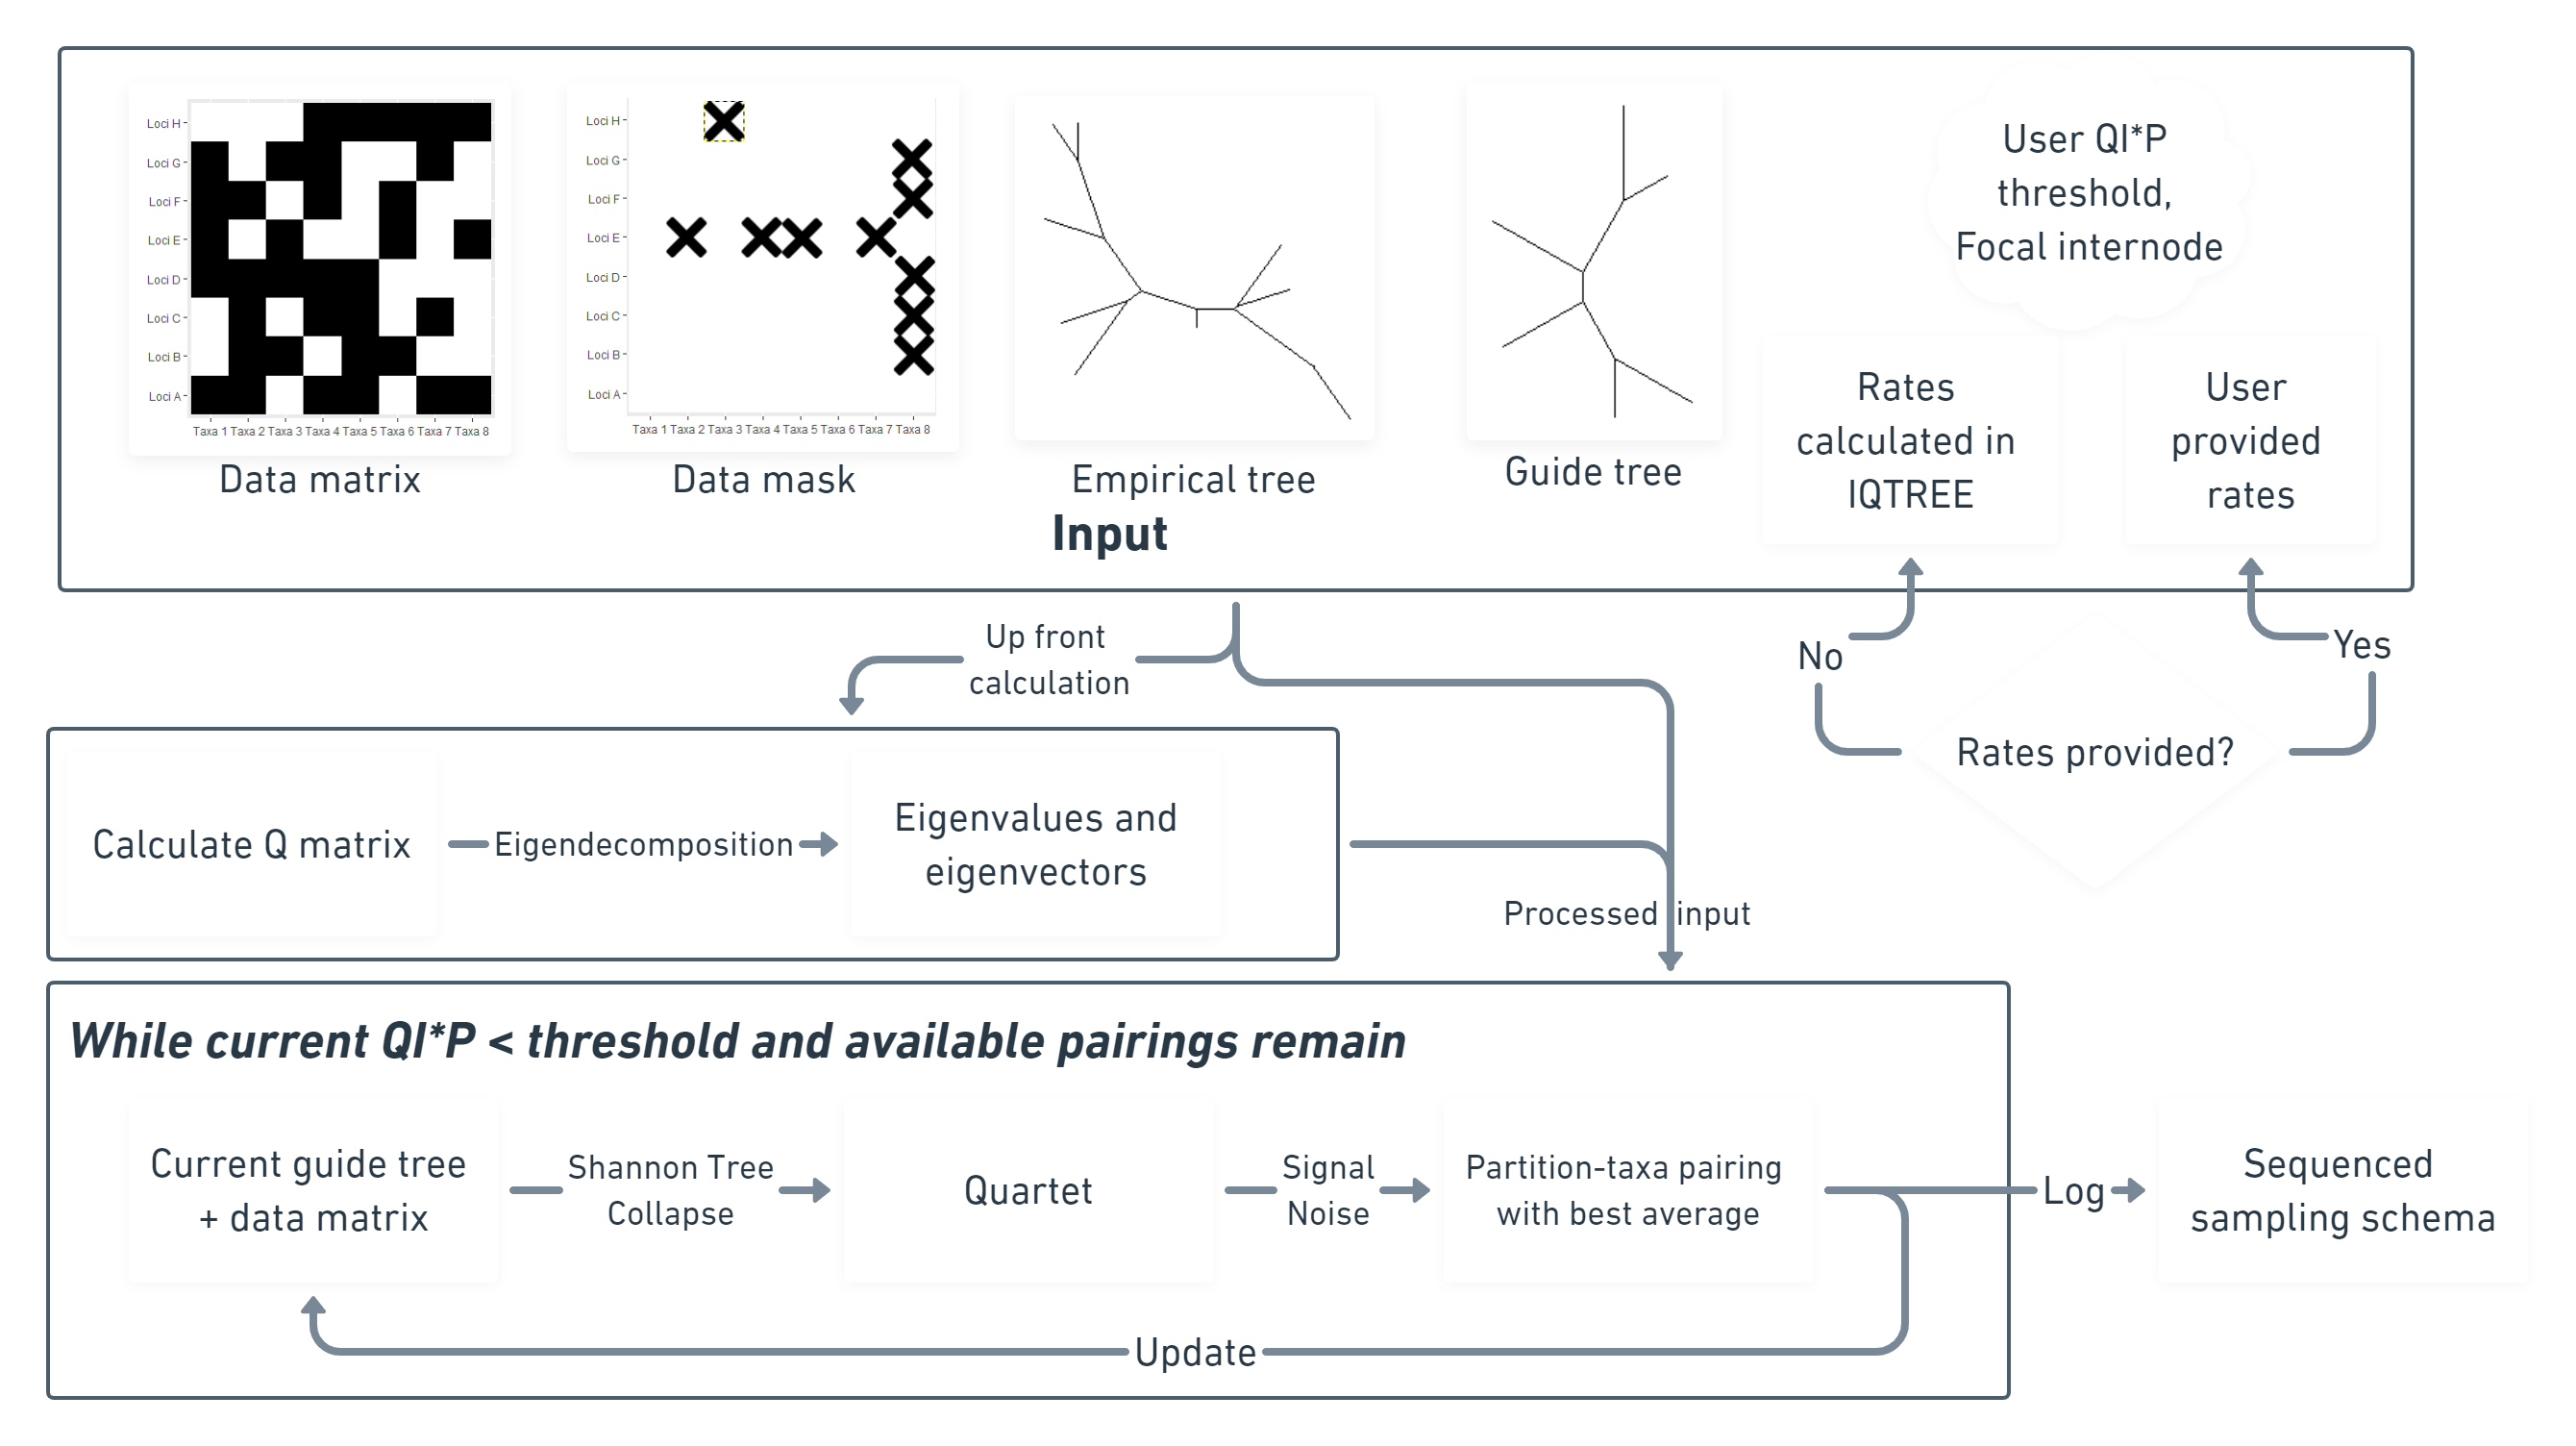 Loci H
Loci G
Loci F
Loci E
Loci D
Loci C
Loci B
Loci A
Taxa 1 Taxa 2 Taxa 3 Taxa 4 Taxa 5 Taxa 6 Taxa 7 Taxa 8
Data matrix
Loci H
Loci G
Loci F
Loci E
Loci D
Loci C
Loci B
Loci A
Taxa 1 Taxa 2 Taxa 3 Taxa 4 Taxa 5 Taxa 6 Taxa 7 Taxa 8
Data mask
Empirical tree
Guide tree
User QI*P
threshold,
Focal internode
Rates
calculated in
IQTREE
User
provided
rates
Input
Up front
calculation
No
Yes
Rates provided?
Calculate Q matrix
Eigendecomposition
Eigenvalues and
eigenvectors
Processed input
While current QI*P < threshold and available pairings remain
Current guide tree
+ data matrix
Shannon Tree
Collapse
Quartet
Signal
Noise
Partition-taxa pairing
with best average
Log
Sequenced
sampling schema
Update